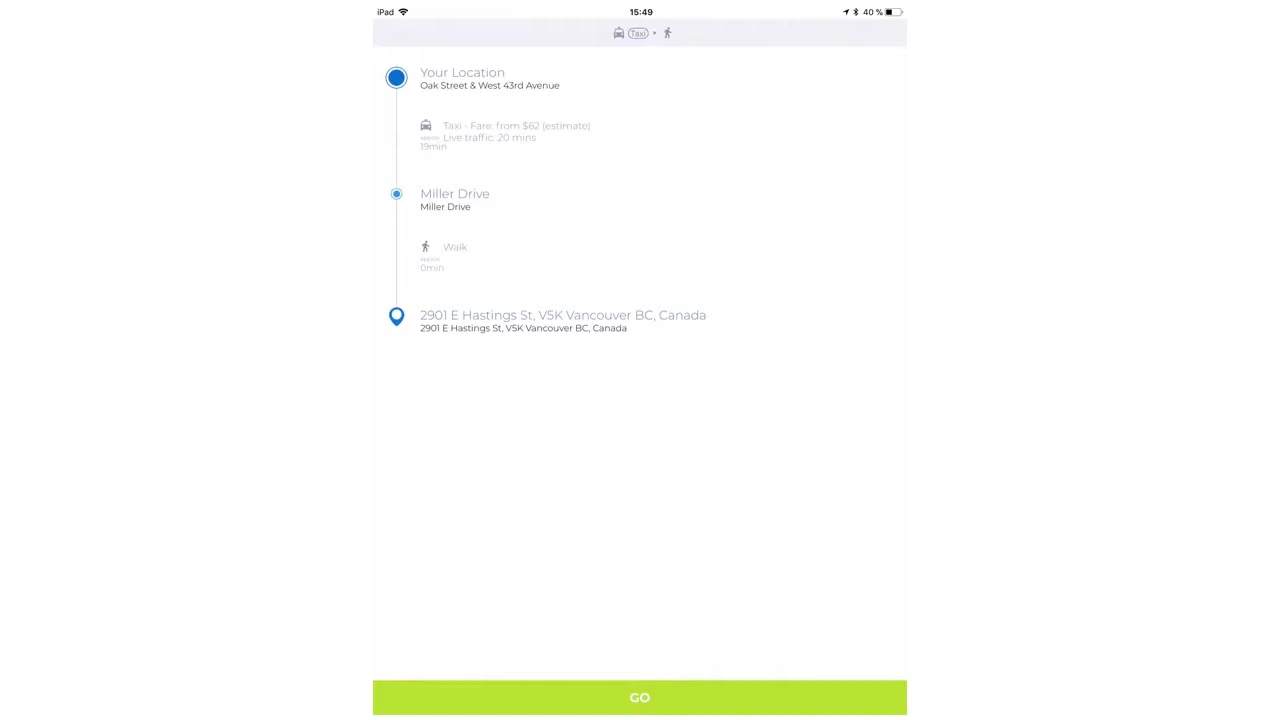 iPad 15:49 40 %
Taxi
Your Location
Oak Street & West 43rd Avenue
Taxi - Fare: from $62 (estimate)
Live traffic: 20 mins
19min
Miller Drive
Miller Drive
Walk
0min
2901 E Hastings St, V5K Vancouver BC, Canada
2901 E Hastings St, V5K Vancouver BC, Canada
GO